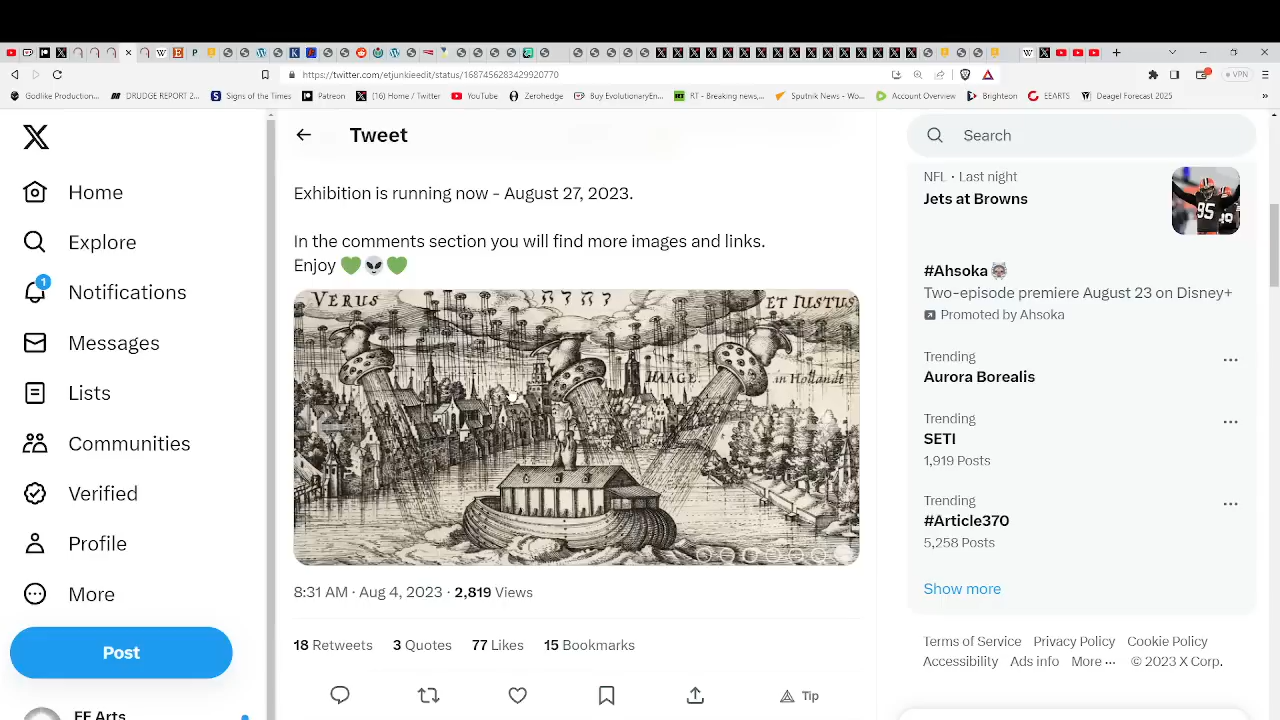 https://twitter.com/etjunkieedit/status/1687456283429920770
VPN
Godlike Production...
DRUDGE REPORT 2...
Signs of the Times
Patreon
(16) Home / Twitter
YouTube
Zerohedge
Buy EvolutionaryEn...
RT - Breaking news,...
Sputnik News - Wo...
Account Overview
Brighteon
EEARTS
Deagel Forecast 2025
»
X
Home
Explore
1
Notifications
Messages
Lists
Communities
Verified
Profile
More
Post
EE Arts
Tweet
Exhibition is running now - August 27, 2023.
In the comments section you will find more images and links.
Enjoy 💚👽💚
VERUS
ET IUSTUS
HAAGE
in Hollandt
8:31 AM · Aug 4, 2023 · 2,819 Views
18 Retweets 3 Quotes 77 Likes 15 Bookmarks
Tip
Search
NFL · Last night
Jets at Browns
#Ahsoka
Two-episode premiere August 23 on Disney+
Promoted by Ahsoka
Trending
Aurora Borealis
Trending
SETI
1,919 Posts
Trending
#Article370
5,258 Posts
Show more
Terms of Service Privacy Policy Cookie Policy
Accessibility Ads info More ··· © 2023 X Corp.